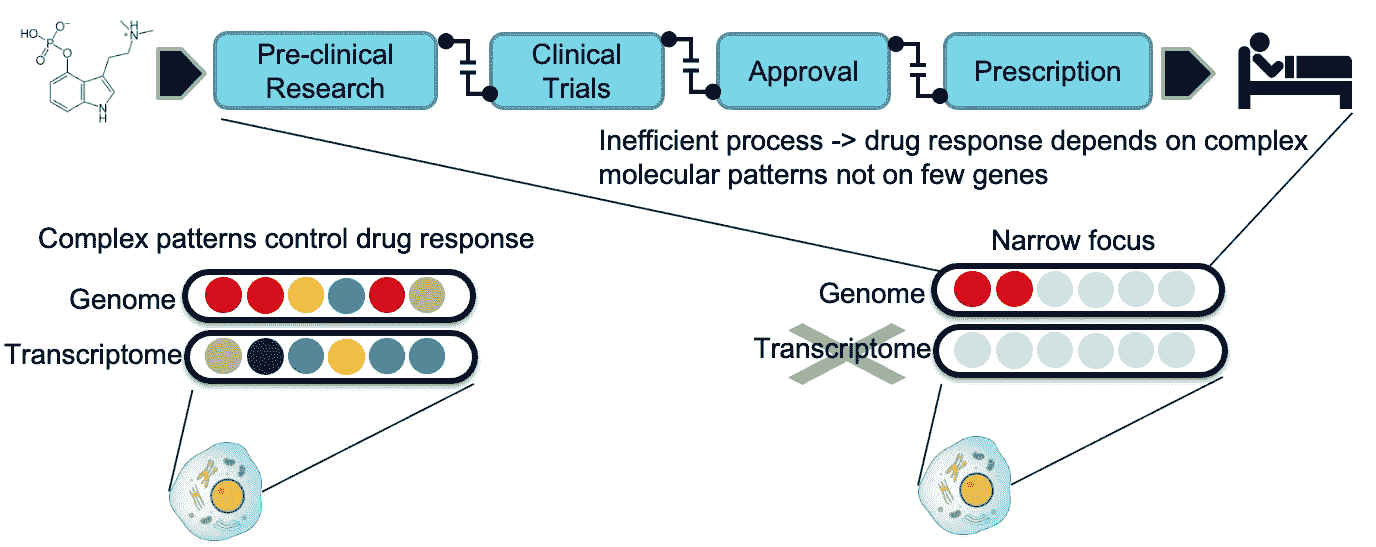 HO
O⁻
P
O
O
H
N
+
N
H
Pre-clinical
Research
Clinical
Trials
Approval
Prescription
Inefficient process -> drug response depends on complex
molecular patterns not on few genes
Complex patterns control drug response
Genome
Transcriptome
Narrow focus
Genome
Transcriptome